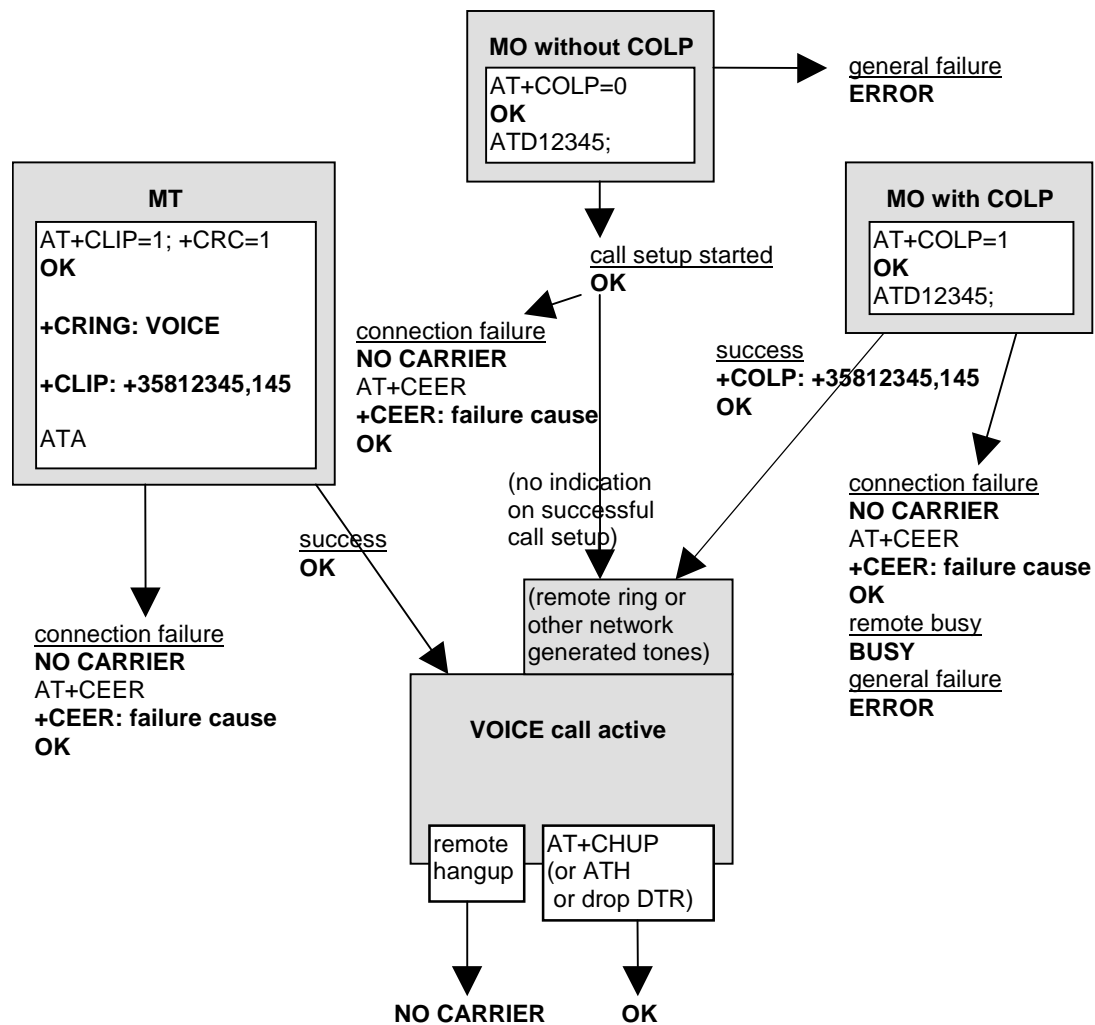 MO without COLP
AT+COLP=0
OK
ATD12345;
general failure
ERROR
MT
AT+CLIP=1; +CRC=1
OK
+CRING: VOICE
+CLIP: +35812345,145
ATA
MO with COLP
AT+COLP=1
OK
ATD12345;
call setup started
OK
connection failure
NO CARRIER
AT+CEER
+CEER: failure cause
OK
success
+COLP: +35812345,145
OK
(no indication
on successful
call setup)
success
OK
connection failure
NO CARRIER
AT+CEER
+CEER: failure cause
OK
remote busy
BUSY
general failure
ERROR
connection failure
NO CARRIER
AT+CEER
+CEER: failure cause
OK
(remote ring or
other network
generated tones)
VOICE call active
remote
hangup
AT+CHUP
(or ATH
or drop DTR)
NO CARRIER
OK